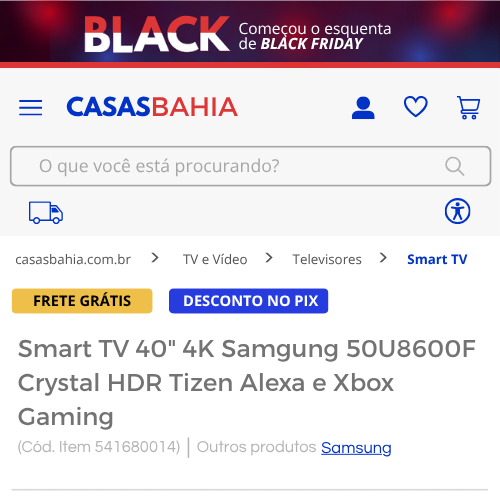 BLACK Começou o esquenta
de BLACK FRIDAY
CASASBAHIA
O que você está procurando?
casasbahia.com.br > TV e Vídeo > Televisores > Smart TV
FRETE GRÁTIS DESCONTO NO PIX
Smart TV 40" 4K Samgung 50U8600F
Crystal HDR Tizen Alexa e Xbox
Gaming
(Cód. Item 541680014) | Outros produtos Samsung